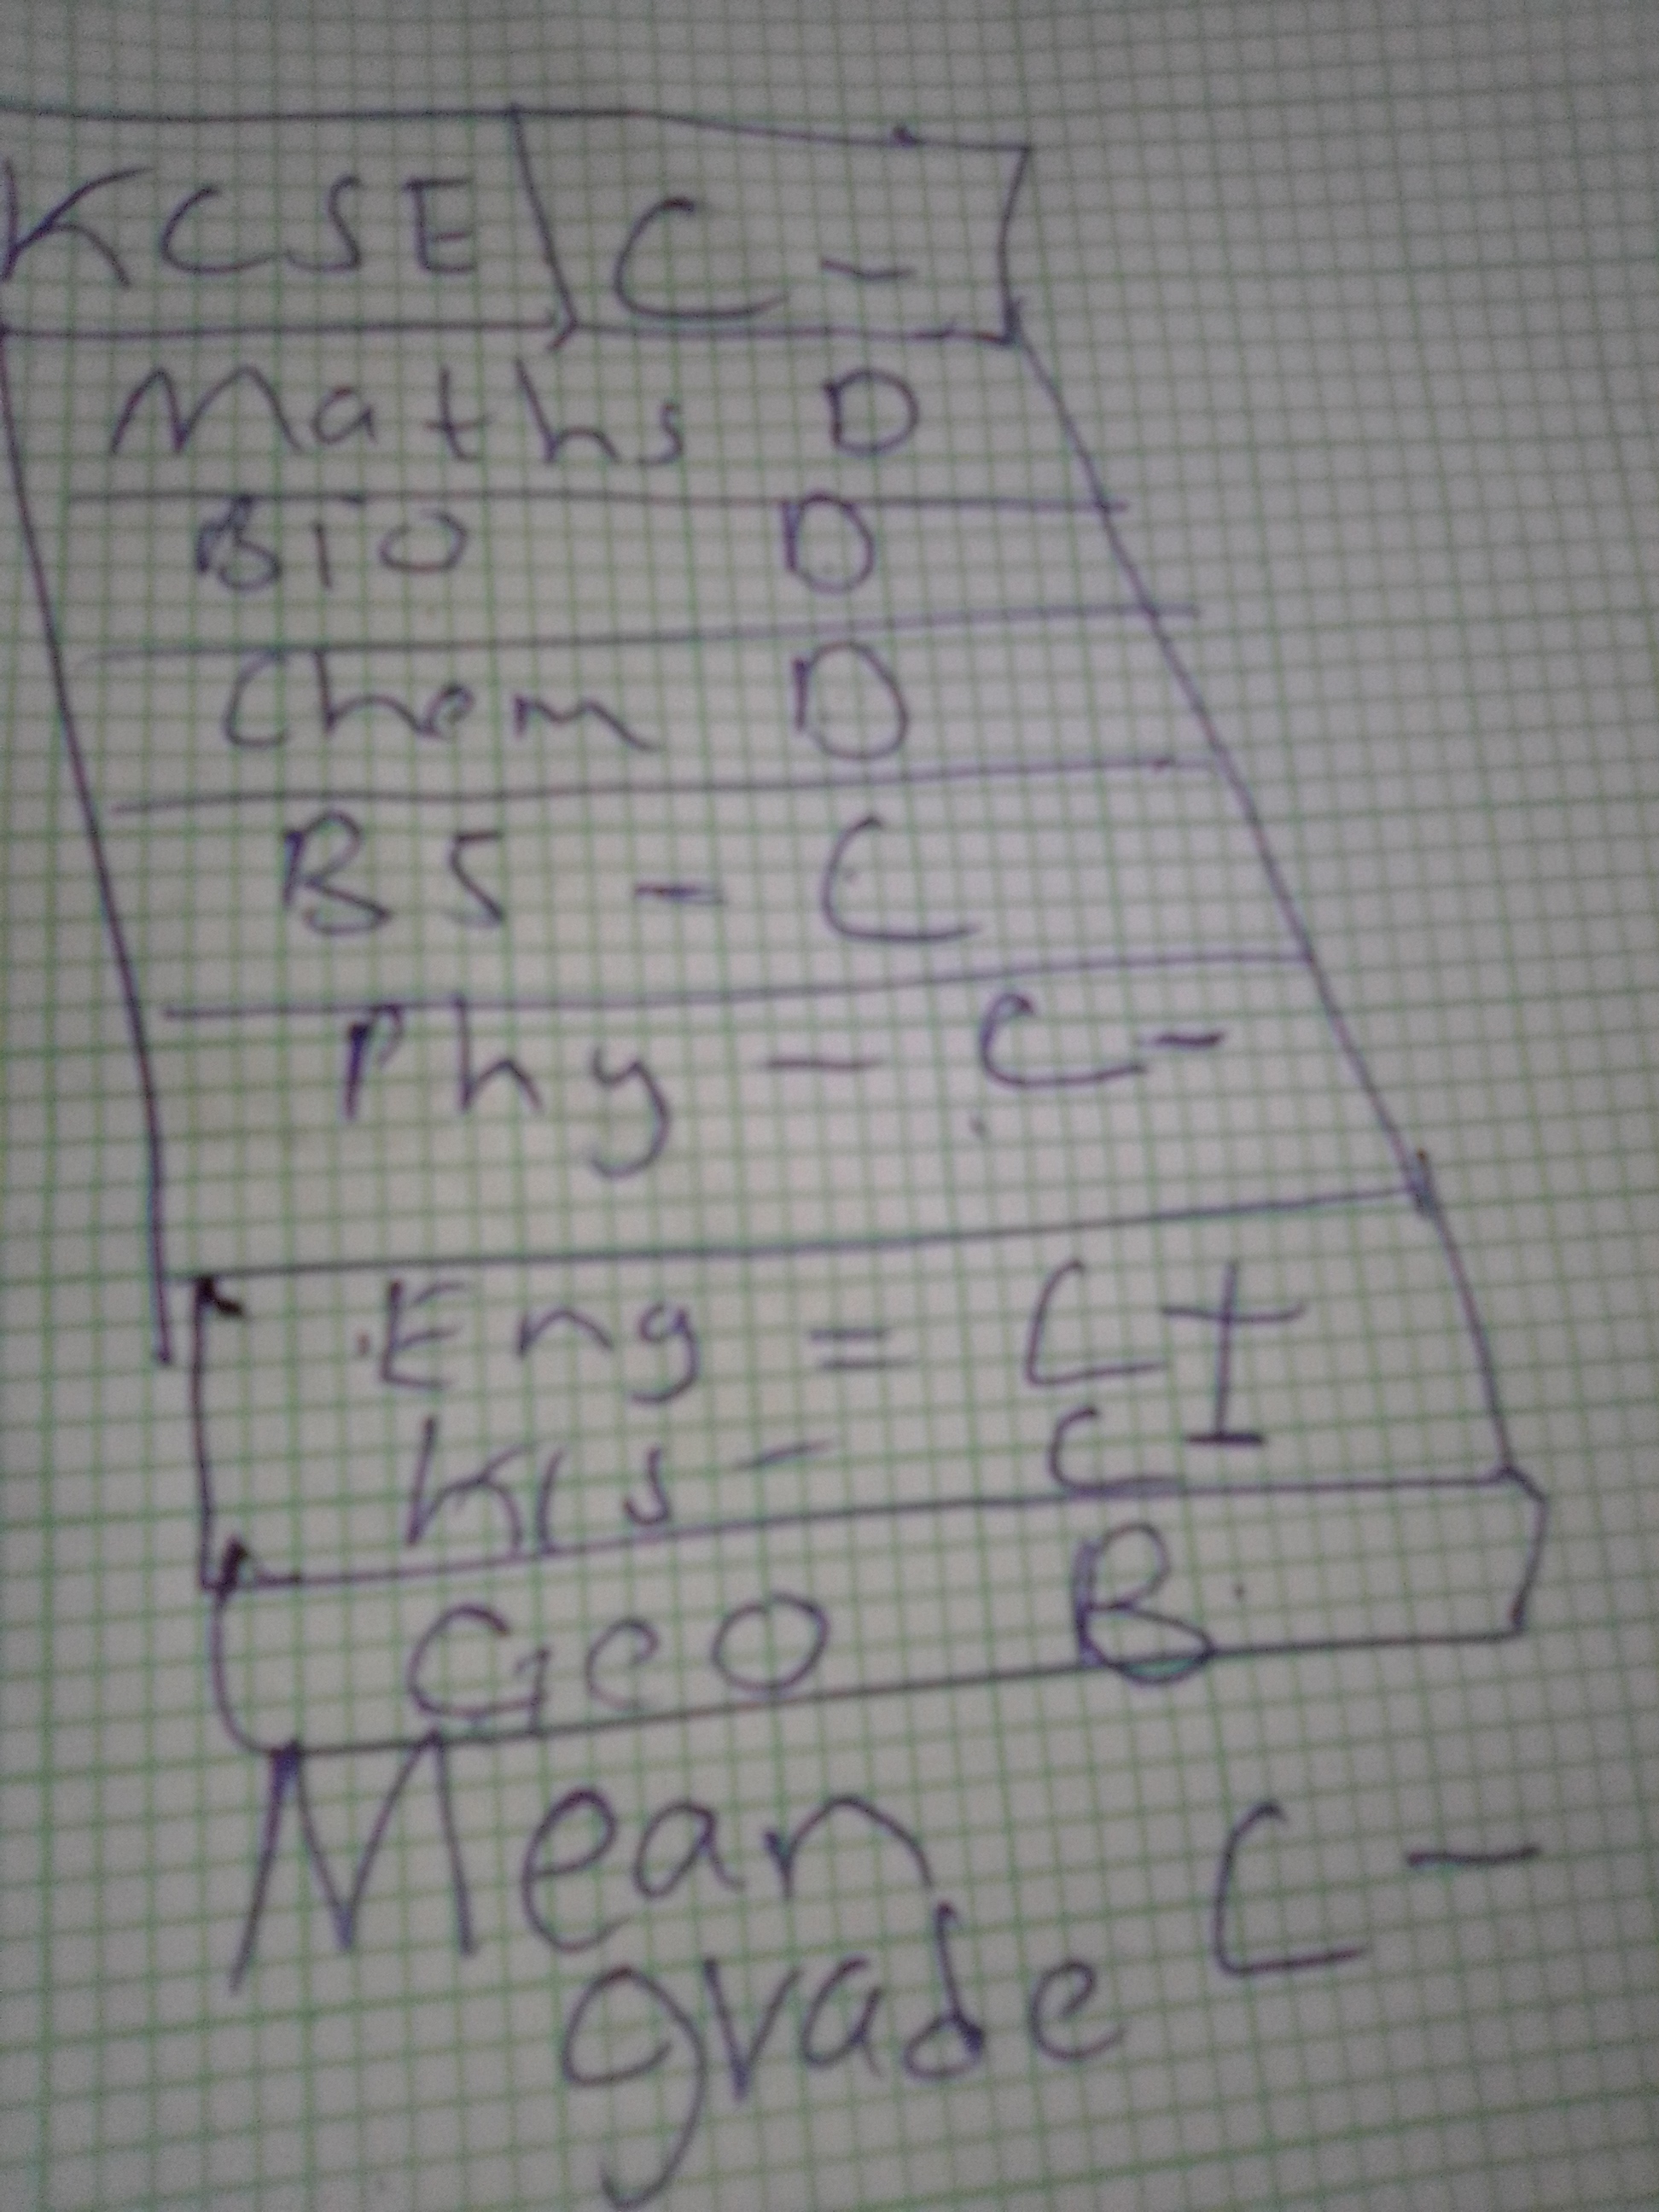 KCSE C -
Maths D
BIO D
Chem D
BS - C
Phy - C -
Eng = C+
Kis - C
Geo B
Mean C -
grade